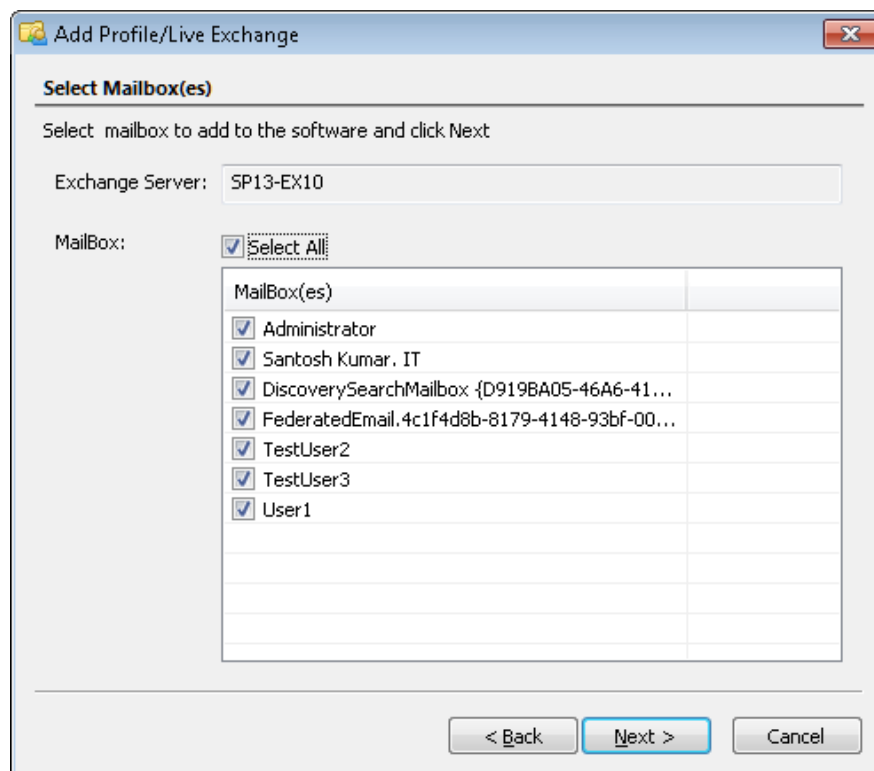 Add Profile/Live Exchange
Select Mailbox(es)
Select mailbox to add to the software and click Next
Exchange Server: SP13-EX10
MailBox: Select All
MailBox(es)
Administrator
Santosh Kumar. IT
DiscoverySearchMailbox {D919BA05-46A6-41...
FederatedEmail.4c1f4d8b-8179-4148-93bf-00...
TestUser2
TestUser3
User1
< Back Next > Cancel